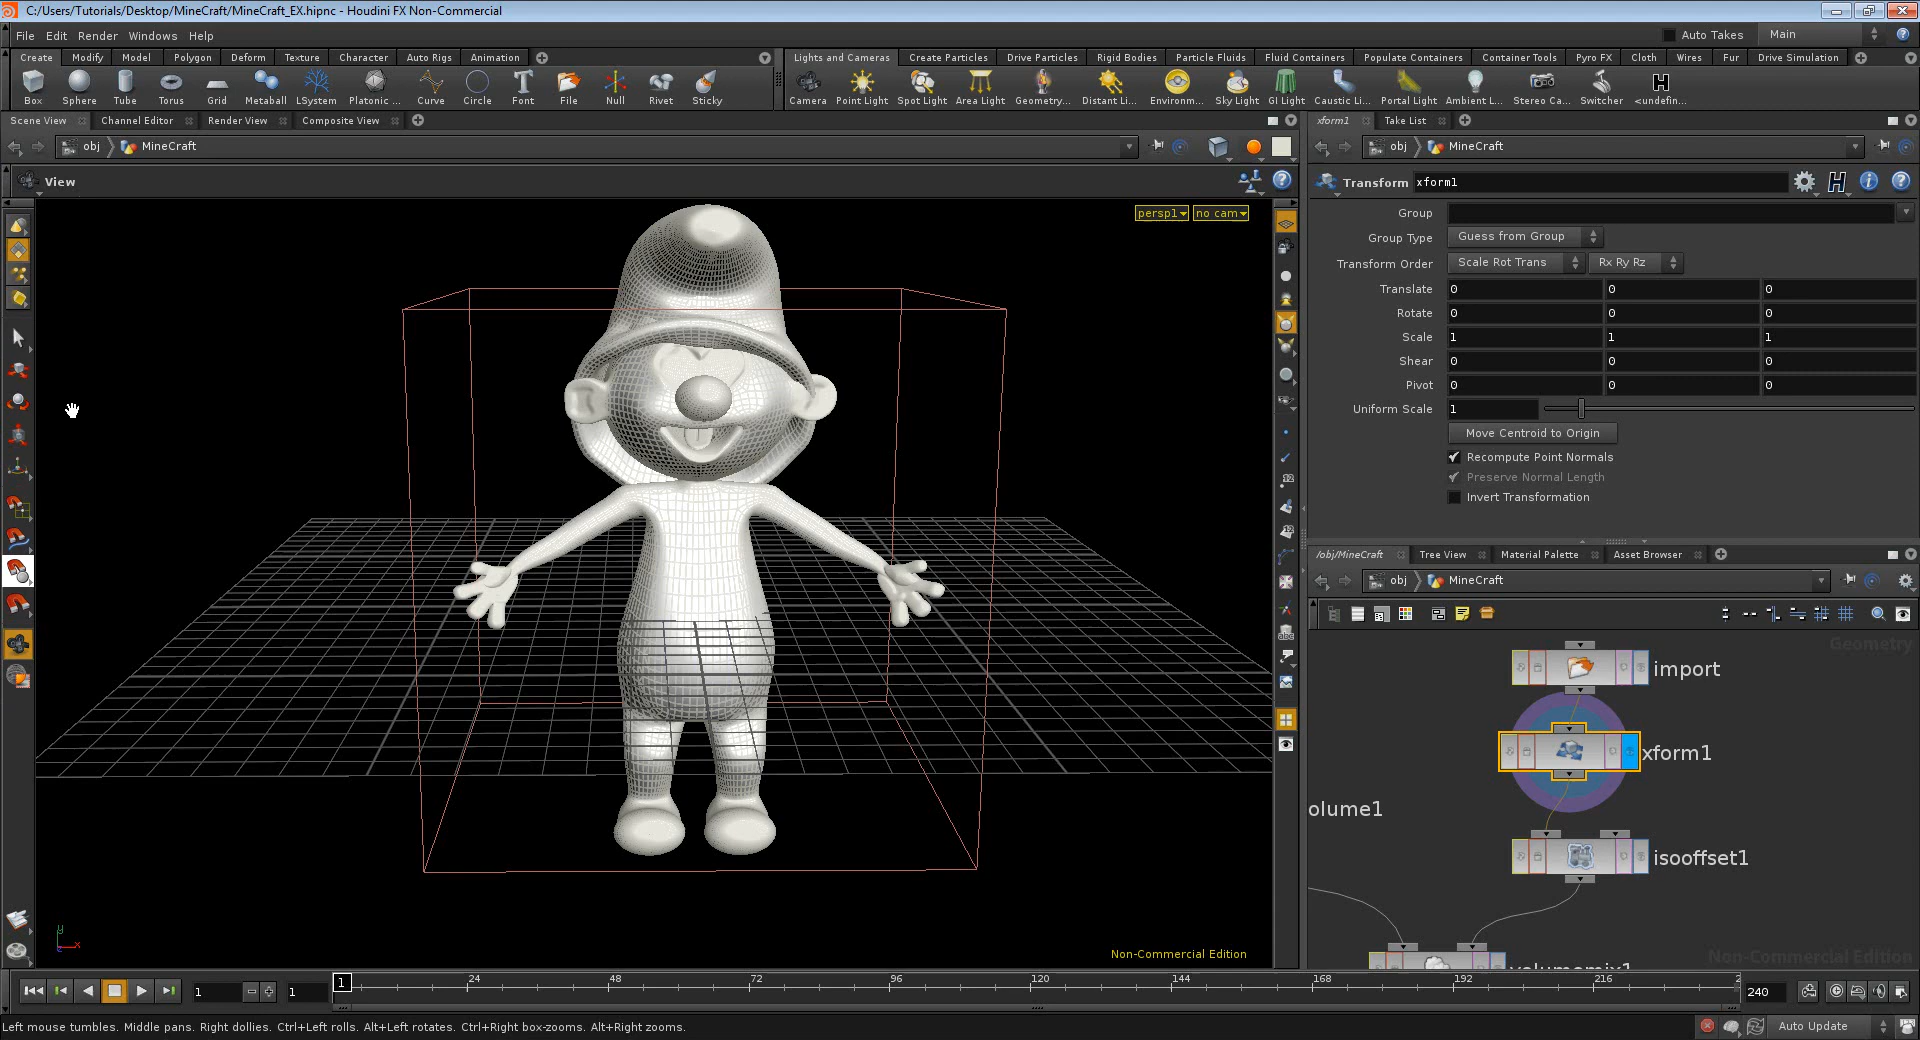 C:/Users/Tutorials/Desktop/MineCraft/MineCraft_EX.hipnc - Houdini FX Non-Commercial
File Edit Render Windows Help
Auto Takes Main
Create Modify Model Polygon Deform Texture Character Auto Rigs Animation
Lights and Cameras Create Particles Drive Particles Rigid Bodies Particle Fluids Fluid Containers Populate Containers Container Tools Pyro FX Cloth Wires Fur Drive Simulation
Box Sphere Tube Torus Grid Metaball LSystem Platonic ... Curve Circle Font File Null Rivet Sticky
Camera Point Light Spot Light Area Light Geometry... Distant Li... Environm... Sky Light GI Light Caustic Li... Portal Light Ambient L... Stereo Ca... Switcher <undefin...
Scene View Channel Editor Render View Composite View
xform1 Take List
obj MineCraft
obj MineCraft
View
Transform xform1
persp1 no cam
Group
Group Type Guess from Group
Transform Order Scale Rot Trans Rx Ry Rz
Translate 0 0 0
Rotate 0 0 0
Scale 1 1 1
Shear 0 0 0
Pivot 0 0 0
Uniform Scale 1
Move Centroid to Origin
Recompute Point Normals
Preserve Normal Length
Invert Transformation
/obj/MineCraft Tree View Material Palette Asset Browser
obj MineCraft
Geometry
import
xform1
olume1
isooffset1
volumemix1
Non-Commercial Edition
Non-Commercial Edition
1 1 1 24 48 72 96 120 144 168 192 216 2 240
Left mouse tumbles. Middle pans. Right dollies. Ctrl+Left rolls. Alt+Left rotates. Ctrl+Right box-zooms. Alt+Right zooms.
Auto Update